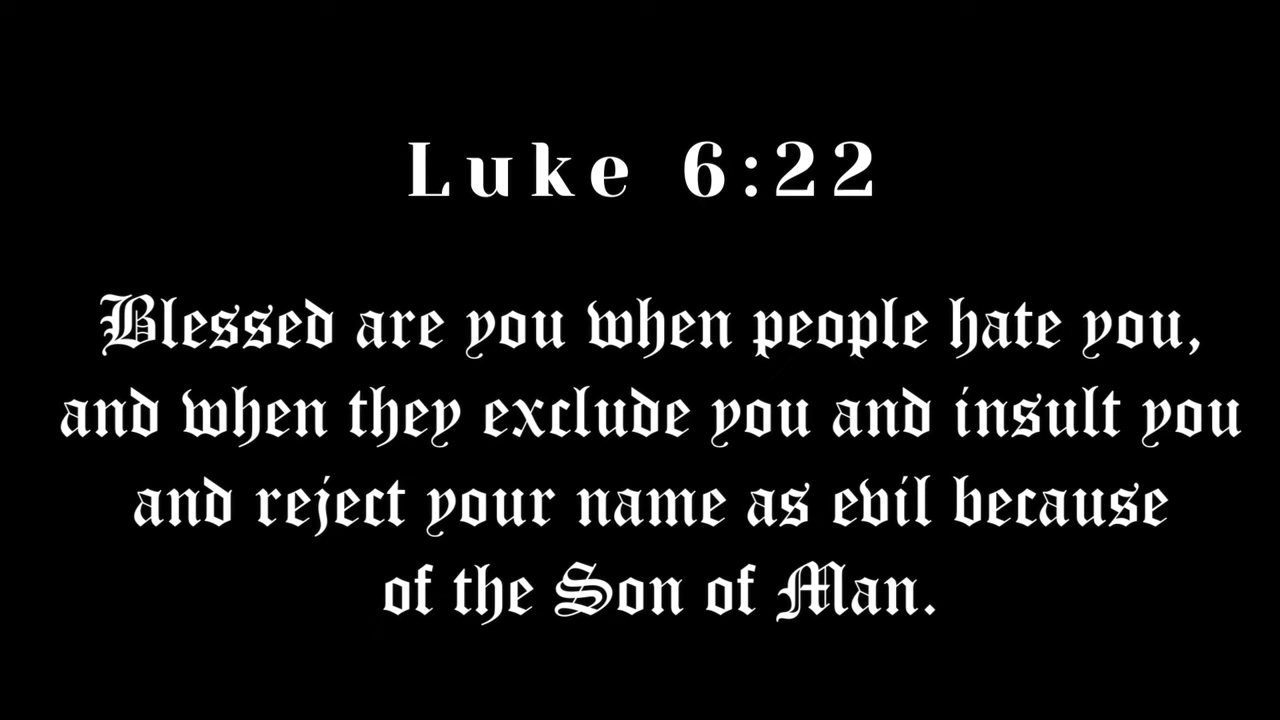 Luke 6:22
Blessed are you when people hate you,
and when they exclude you and insult you
and reject your name as evil because
of the Son of Man.